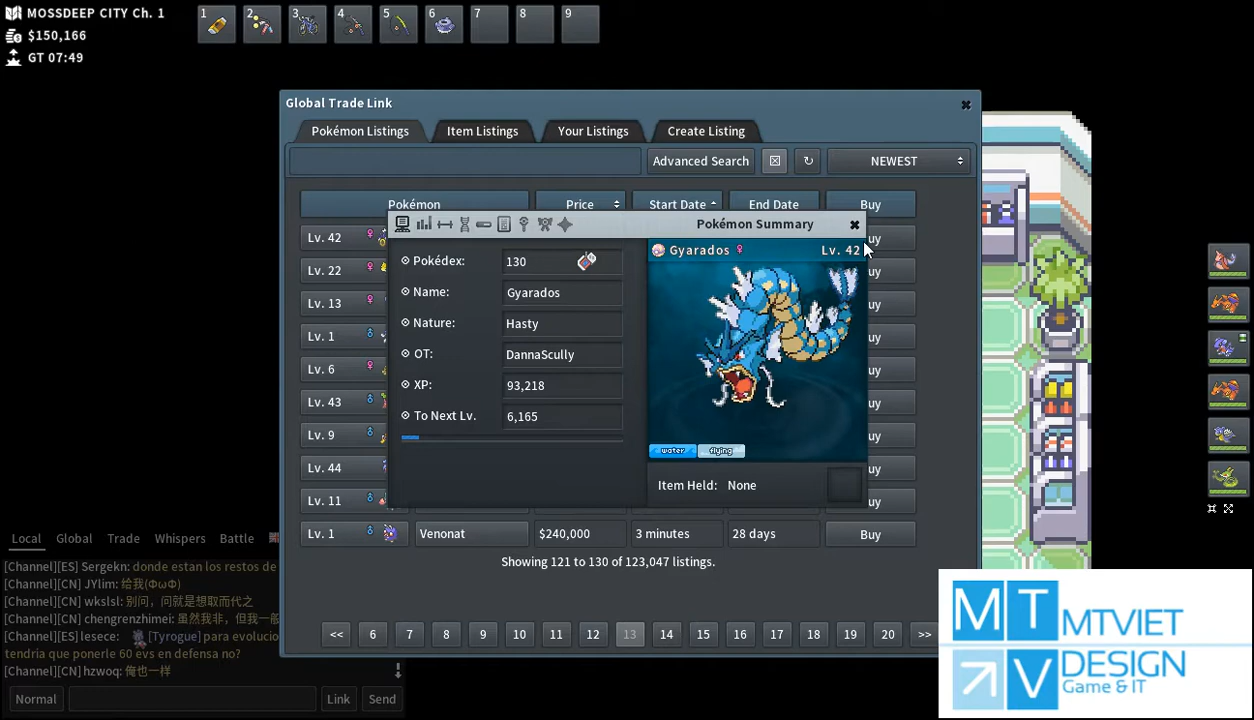 MOSSDEEP CITY Ch. 1
$150,166
GT 07:49
1 2 3 4 5 6 7 8 9
Global Trade Link
Pokémon Listings Item Listings Your Listings Create Listing
Advanced Search NEWEST
Pokémon Price Start Date End Date Buy
Lv. 42
Lv. 22
Lv. 13
Lv. 1
Lv. 6
Lv. 43
Lv. 9
Lv. 44
Lv. 11
Lv. 1 Venonat $240,000 3 minutes 28 days Buy
Showing 121 to 130 of 123,047 listings.
<< 6 7 8 9 10 11 12 13 14 15 16 17 18 19 20 >>
Pokémon Summary
Pokédex: 130
Name: Gyarados
Nature: Hasty
OT: DannaScully
XP: 93,218
To Next Lv. 6,165
Gyarados Lv. 42
water flying
Item Held: None
Local Global Trade Whispers Battle
[Channel][ES] Sergekn: donde estan los restos de
[Channel][CN] JYlim: 给我(ΦωΦ)
[Channel][CN] wkslsl: 别问，问就是想取而代之
[Channel][CN] chengrenzhimei: 虽然我菲，但我一般
[Channel][ES] lesece: [Tyrogue] para evolucio
tendria que ponerle 60 evs en defensa no?
[Channel][CN] hzwoq: 俺也一样
Normal Link Send
MT
MTVIET
V
DESIGN
Game & IT